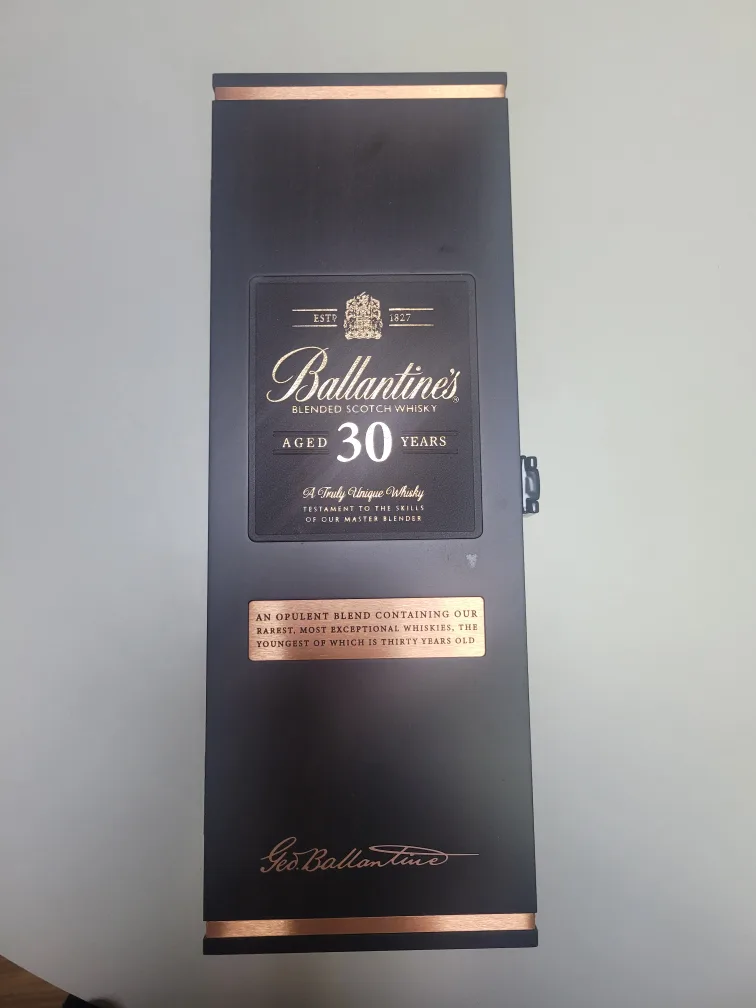 ESTD 1827
Ballantine's
BLENDED SCOTCH WHISKY
AGED 30 YEARS
A Truly Unique Whisky
TESTAMENT TO THE SKILLS
OF OUR MASTER BLENDER
AN OPULENT BLEND CONTAINING OUR
RAREST, MOST EXCEPTIONAL WHISKIES, THE
YOUNGEST OF WHICH IS THIRTY YEARS OLD
Geo. Ballantine